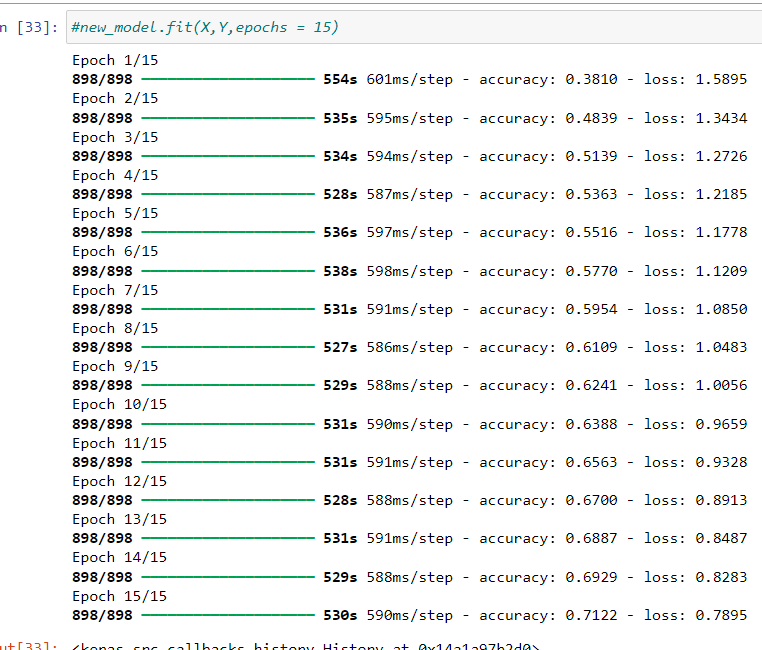 n [33]: #new_model.fit(X,Y,epochs = 15)
Epoch 1/15
898/898 554s 601ms/step - accuracy: 0.3810 - loss: 1.5895
Epoch 2/15
898/898 535s 595ms/step - accuracy: 0.4839 - loss: 1.3434
Epoch 3/15
898/898 534s 594ms/step - accuracy: 0.5139 - loss: 1.2726
Epoch 4/15
898/898 528s 587ms/step - accuracy: 0.5363 - loss: 1.2185
Epoch 5/15
898/898 536s 597ms/step - accuracy: 0.5516 - loss: 1.1778
Epoch 6/15
898/898 538s 598ms/step - accuracy: 0.5770 - loss: 1.1209
Epoch 7/15
898/898 531s 591ms/step - accuracy: 0.5954 - loss: 1.0850
Epoch 8/15
898/898 527s 586ms/step - accuracy: 0.6109 - loss: 1.0483
Epoch 9/15
898/898 529s 588ms/step - accuracy: 0.6241 - loss: 1.0056
Epoch 10/15
898/898 531s 590ms/step - accuracy: 0.6388 - loss: 0.9659
Epoch 11/15
898/898 531s 591ms/step - accuracy: 0.6563 - loss: 0.9328
Epoch 12/15
898/898 528s 588ms/step - accuracy: 0.6700 - loss: 0.8913
Epoch 13/15
898/898 531s 591ms/step - accuracy: 0.6887 - loss: 0.8487
Epoch 14/15
898/898 529s 588ms/step - accuracy: 0.6929 - loss: 0.8283
Epoch 15/15
898/898 530s 590ms/step - accuracy: 0.7122 - loss: 0.7895
ut[33]: <keras.src.callbacks.history.History at 0x14a1a97b2d0>